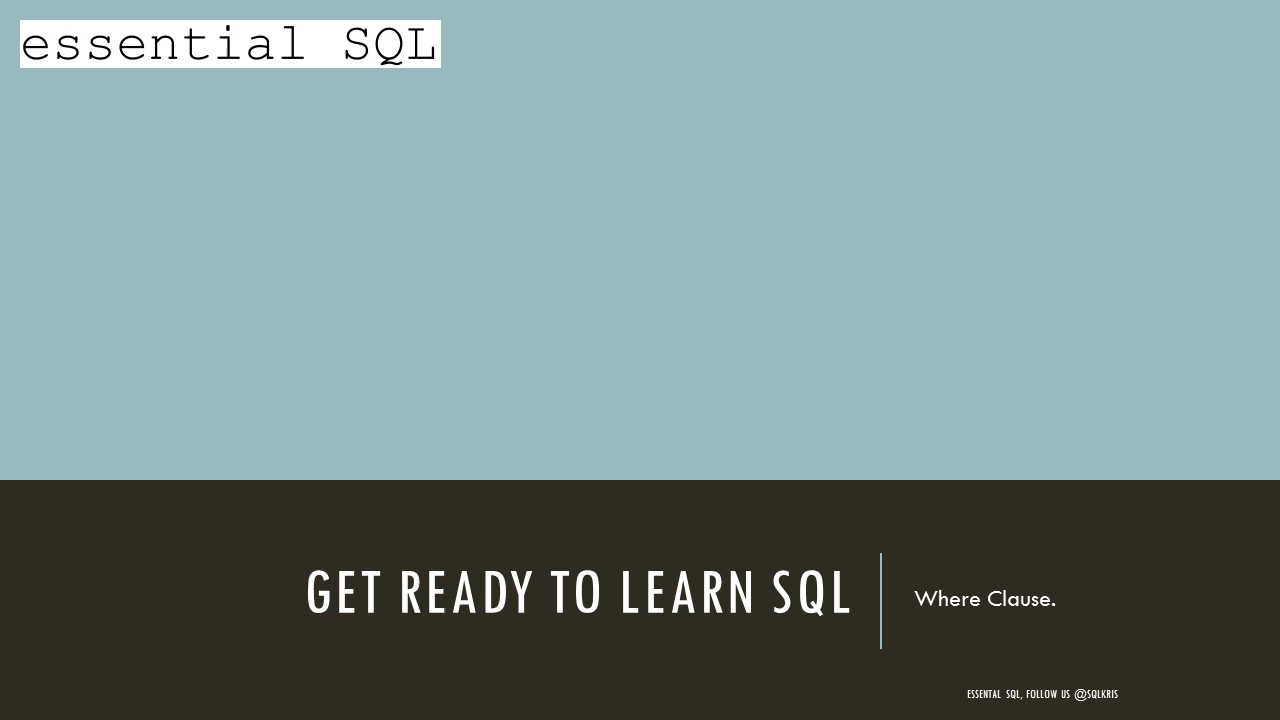 essential SQL
GET READY TO LEARN SQL
Where Clause.
ESSENTAL SQL, FOLLOW US @SQLKRIS